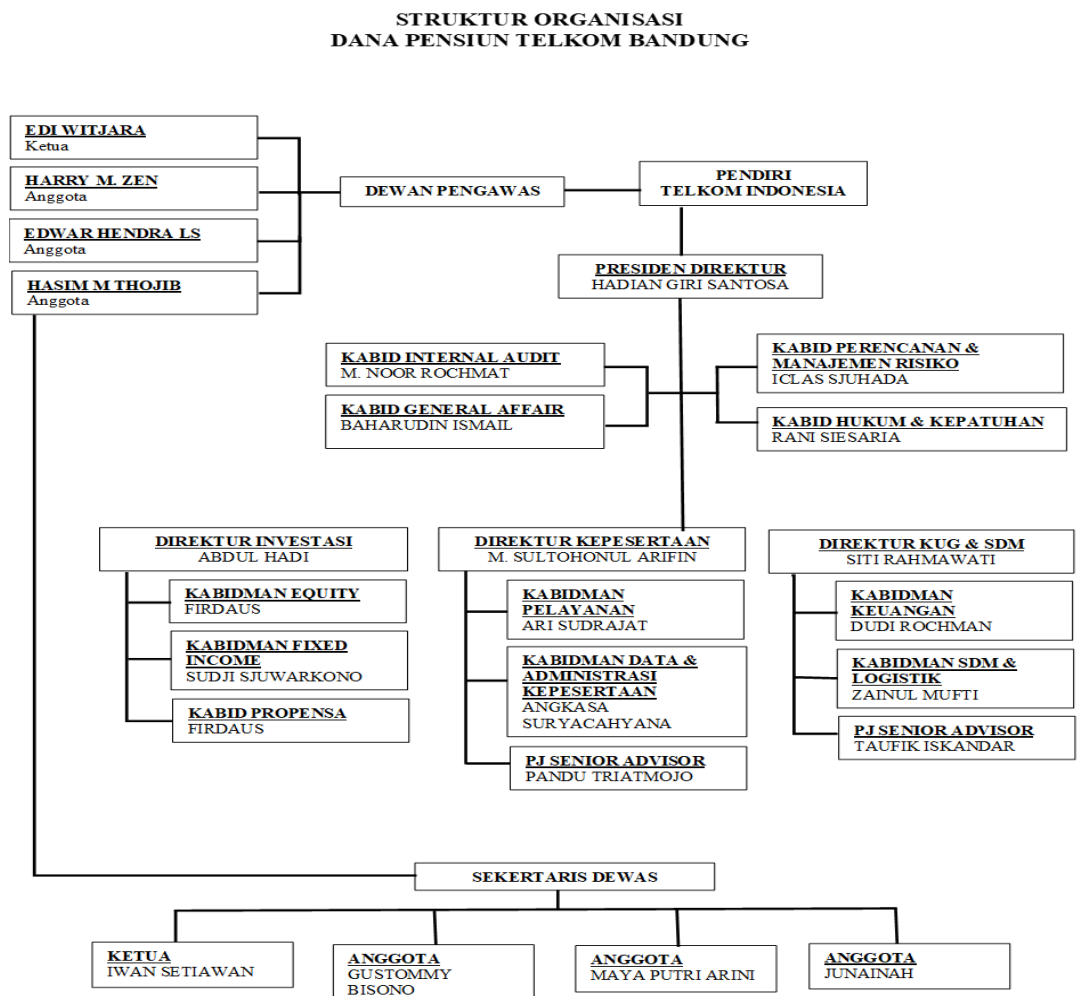 STRUKTUR ORGANISASI
DANA PENSIUN TELKOM BANDUNG
EDI WITJARA
Ketua
HARRY M. ZEN
Anggota
EDWAR HENDRA LS
Anggota
HASIM M THOJIB
Anggota
DEWAN PENGAWAS
PENDIRI
TELKOM INDONESIA
PRESIDEN DIREKTUR
HADIAN GIRI SANTOSA
KABID INTERNAL AUDIT
M. NOOR ROCHMAT
KABID GENERAL AFFAIR
BAHARUDIN ISMAIL
KABID PERENCANAN &
MANAJEMEN RISIKO
ICLAS SJUHADA
KABID HUKUM & KEPATUHAN
RANI SIESARIA
DIREKTUR INVESTASI
ABDUL HADI
KABIDMAN EQUITY
FIRDAUS
KABIDMAN FIXED
INCOME
SUDJI SJUWARKONO
KABID PROPENSA
FIRDAUS
DIREKTUR KEPESERTAAN
M. SULTOHONUL ARIFIN
KABIDMAN
PELAYANAN
ARI SUDRAJAT
KABIDMAN DATA &
ADMINISTRASI
KEPESERTAAN
ANGKASA
SURYACAHYANA
PJ SENIOR ADVISOR
PANDU TRIATMOJO
DIREKTUR KUG & SDM
SITI RAHMAWATI
KABIDMAN
KEUANGAN
DUDI ROCHMAN
KABIDMAN SDM &
LOGISTIK
ZAINUL MUFTI
PJ SENIOR ADVISOR
TAUFIK ISKANDAR
SEKERTARIS DEWAS
KETUA
IWAN SETIAWAN
ANGGOTA
GUSTOMMY
BISONO
ANGGOTA
MAYA PUTRI ARINI
ANGGOTA
JUNAINAH